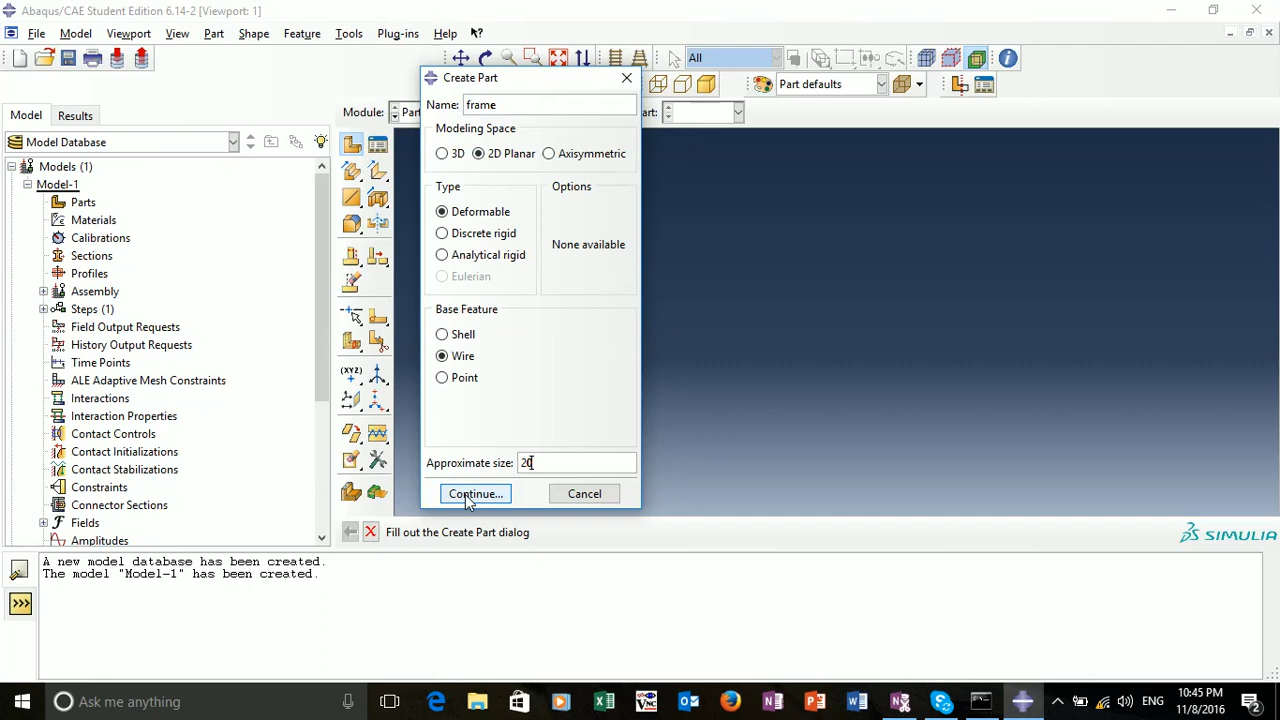 Abaqus/CAE Student Edition 6.14-2 [Viewport: 1]
File Model Viewport View Part Shape Feature Tools Plug-ins Help
All
Part defaults
Model Results
Module: Part
Model Database
Models (1)
Model-1
Parts
Materials
Calibrations
Sections
Profiles
Assembly
Steps (1)
Field Output Requests
History Output Requests
Time Points
ALE Adaptive Mesh Constraints
Interactions
Interaction Properties
Contact Controls
Contact Initializations
Contact Stabilizations
Constraints
Connector Sections
Fields
Amplitudes
(XYZ)
Create Part
Name: frame
Modeling Space
3D 2D Planar Axisymmetric
Type
Deformable
Discrete rigid
Analytical rigid
Eulerian
Options
None available
Base Feature
Shell
Wire
Point
Approximate size: 20
Continue... Cancel
Fill out the Create Part dialog
SIMULIA
A new model database has been created.
The model "Model-1" has been created.
>>>
Ask me anything
ENG
10:45 PM
11/8/2016